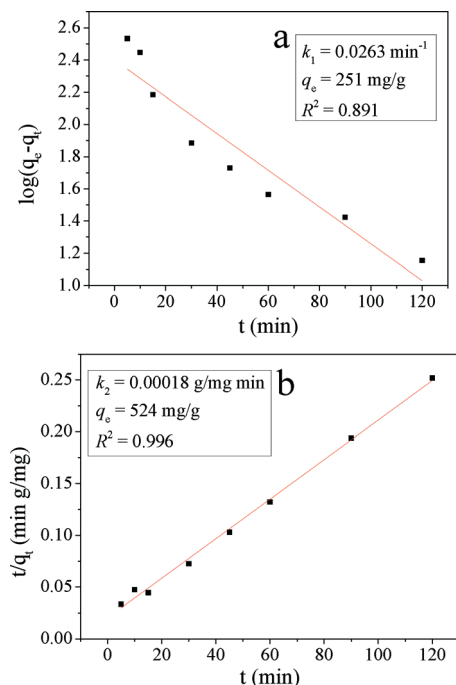 a
k₁ = 0.0263 min⁻¹
qₑ = 251 mg/g
R² = 0.891
2.6
2.4
2.2
2.0
1.8
1.6
1.4
1.2
1.0
log(qₑ-qₜ)
0 20 40 60 80 100 120
t (min)
b
k₂ = 0.00018 g/mg min
qₑ = 524 mg/g
R² = 0.996
0.25
0.20
0.15
0.10
0.05
0.00
t/qₜ (min g/mg)
0 20 40 60 80 100 120
t (min)